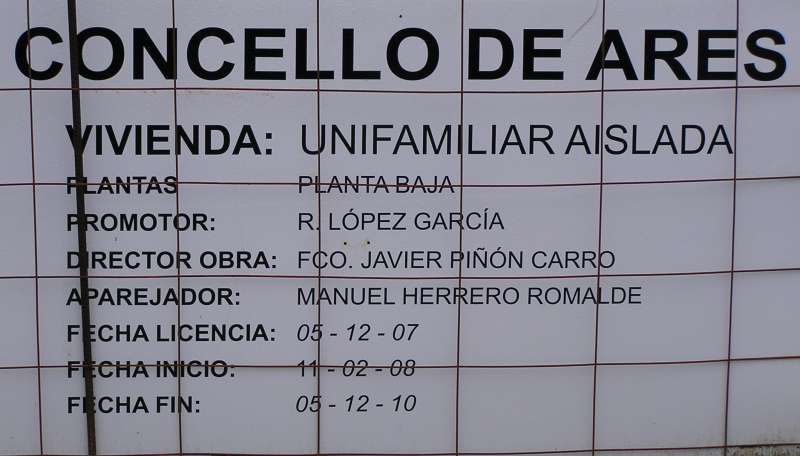 CONCELLO DE ARES
VIVIENDA: UNIFAMILIAR AISLADA
PLANTAS PLANTA BAJA
PROMOTOR: R. LÓPEZ GARCÍA
DIRECTOR OBRA: FCO. JAVIER PIÑÓN CARRO
APAREJADOR: MANUEL HERRERO ROMALDE
FECHA LICENCIA: 05 - 12 - 07
FECHA INICIO: 11 - 02 - 08
FECHA FIN: 05 - 12 - 10